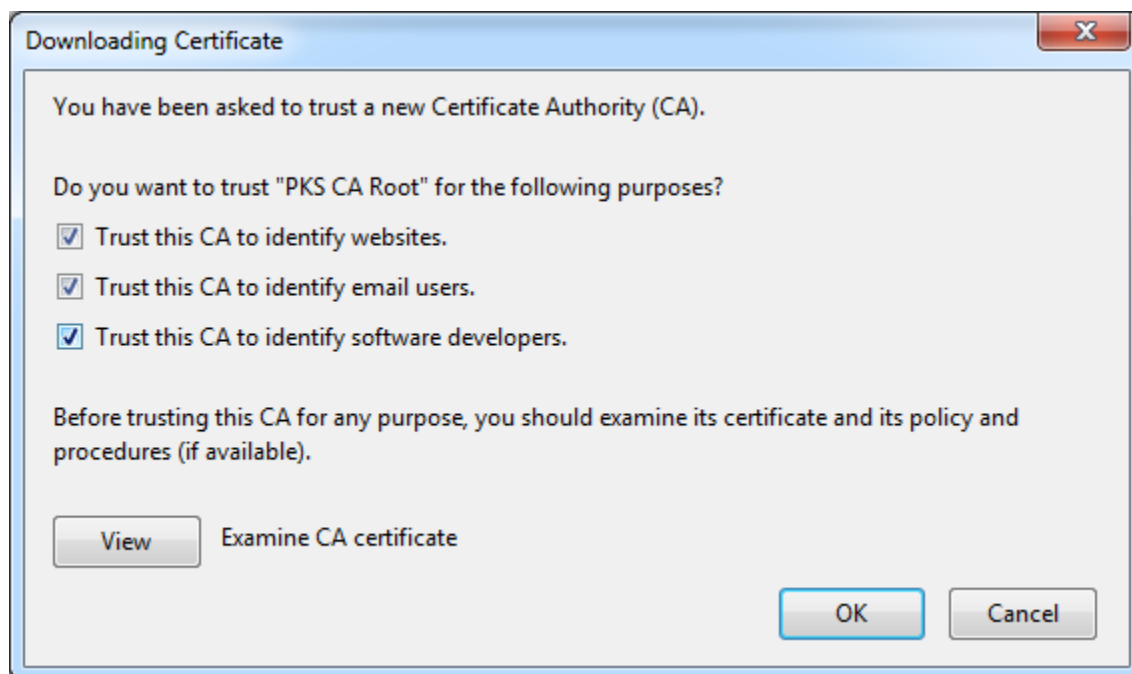 Downloading Certificate
You have been asked to trust a new Certificate Authority (CA).
Do you want to trust "PKS CA Root" for the following purposes?
Trust this CA to identify websites.
Trust this CA to identify email users.
Trust this CA to identify software developers.
Before trusting this CA for any purpose, you should examine its certificate and its policy and
procedures (if available).
View Examine CA certificate
OK Cancel